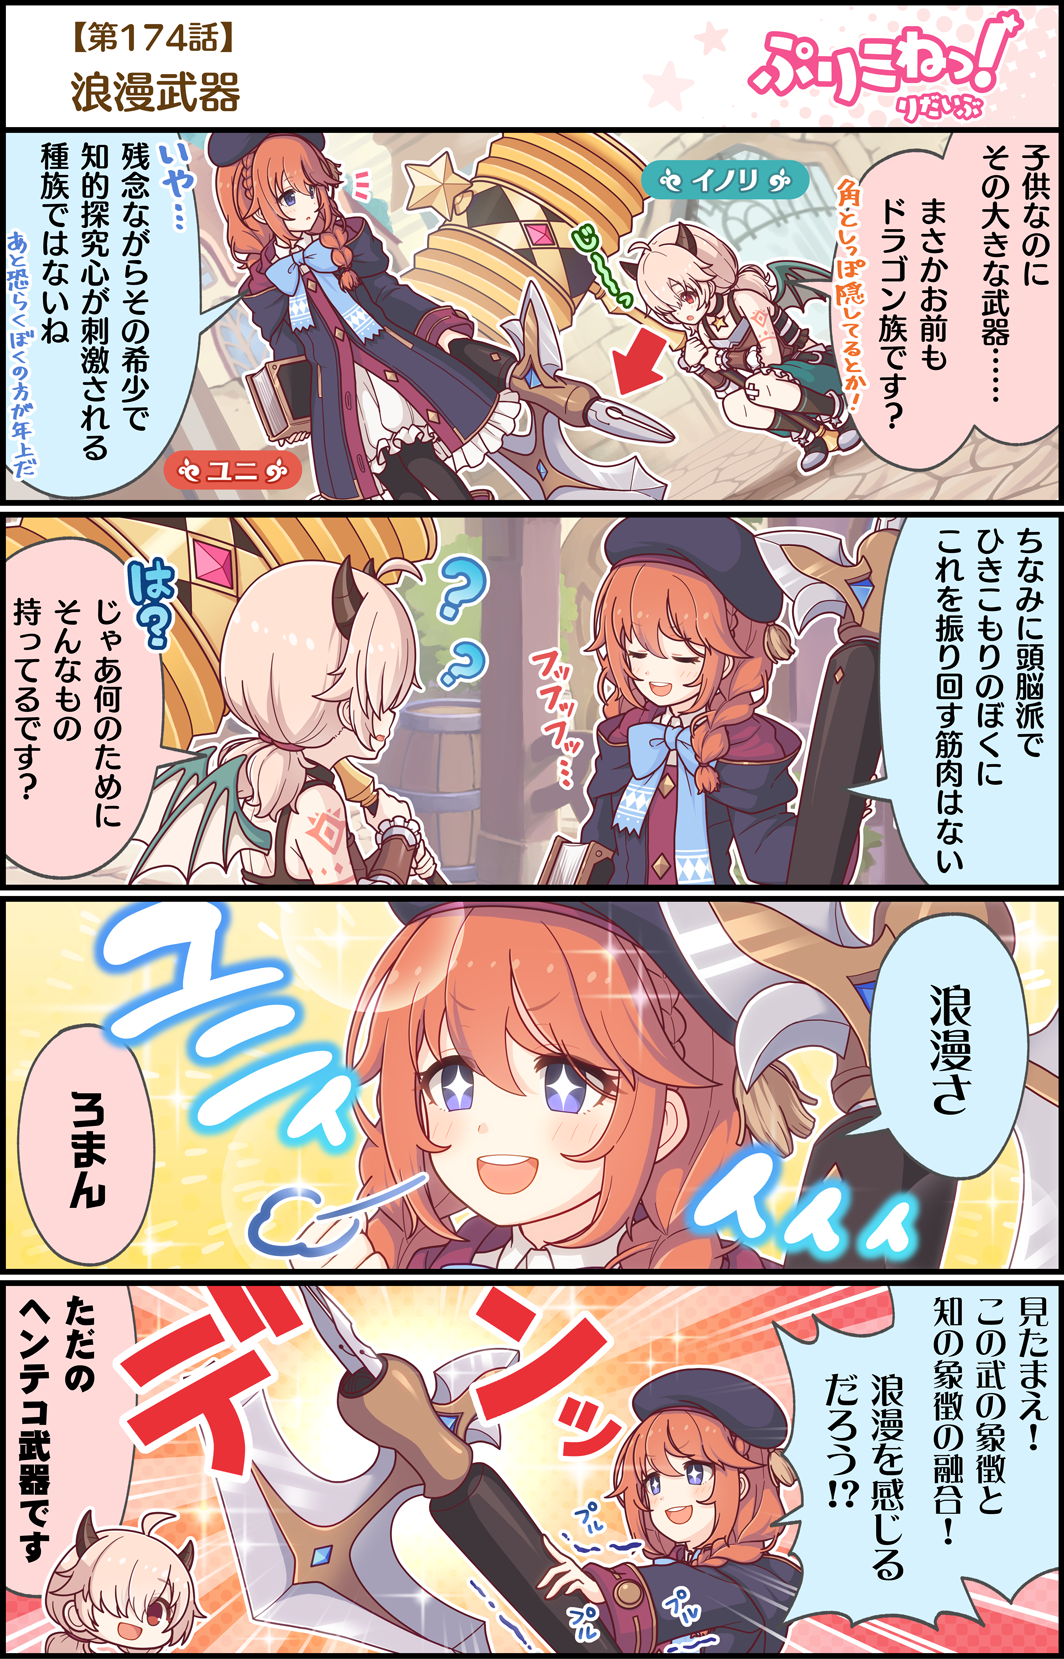 【第174話】
浪漫武器
ぷりこねっ!
りだいぶ
子供なのに
その大きな武器……
まさかお前も
ドラゴン族です?
角としっぽ隠してるとか!
イノリ
じーーっ
いや…
残念ながらその希少で
知的探究心が刺激される
種族ではないね
あと恐らくぼくの方が年上だ
ユニ
ちなみに頭脳派で
ひきこもりのぼくに
これを振り回す筋肉はない
フッフッフッ…
??
は?
じゃあ何のために
そんなもの
持ってるです?
浪漫さ
ユニィ
ィィィ
ろまん
見たまえ!
この武の象徴と
知の象徴の融合!
浪漫を感じる
だろう!?
デンッ
プル
プル
プル
ただの
ヘンテコ武器です